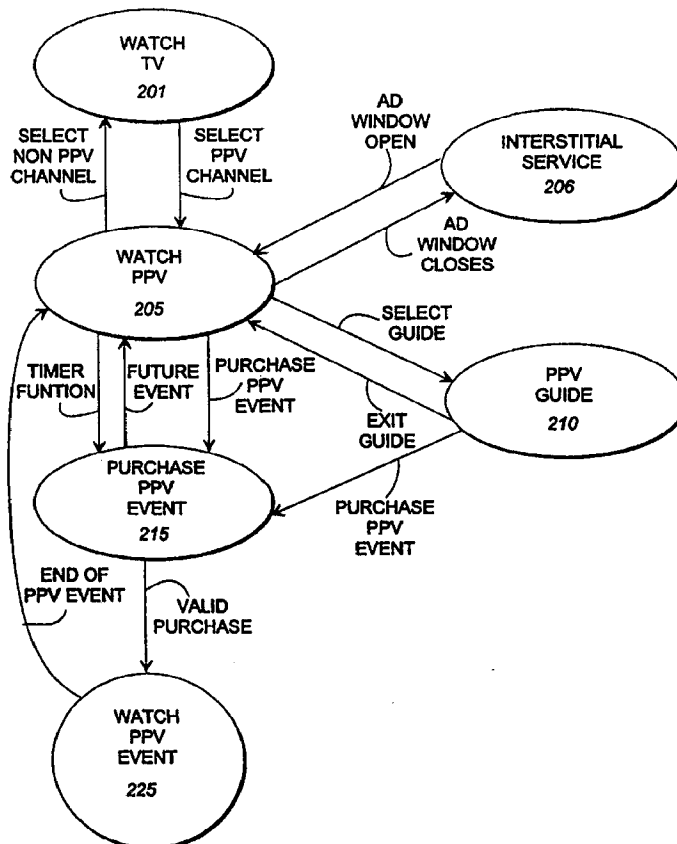 WATCH
TV
201
SELECT
NON PPV
CHANNEL
SELECT
PPV
CHANNEL
AD
WINDOW
OPEN
INTERSTITIAL
SERVICE
206
AD
WINDOW
CLOSES
WATCH
PPV
205
SELECT
GUIDE
TIMER
FUNTION
FUTURE
EVENT
PURCHASE
PPV
EVENT
EXIT
GUIDE
PPV
GUIDE
210
PURCHASE
PPV
EVENT
215
PURCHASE
PPV
EVENT
END OF
PPV EVENT
VALID
PURCHASE
WATCH
PPV
EVENT
225